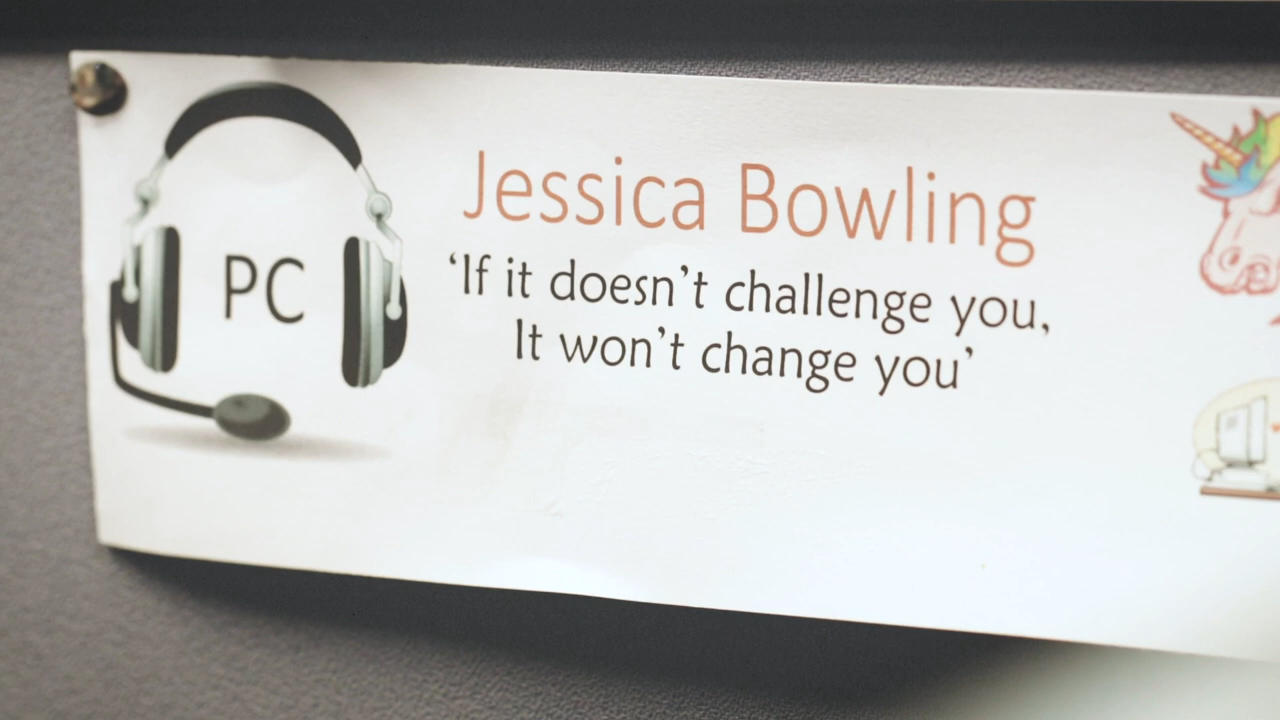 PC
Jessica Bowling
‘If it doesn’t challenge you,
It won’t change you’